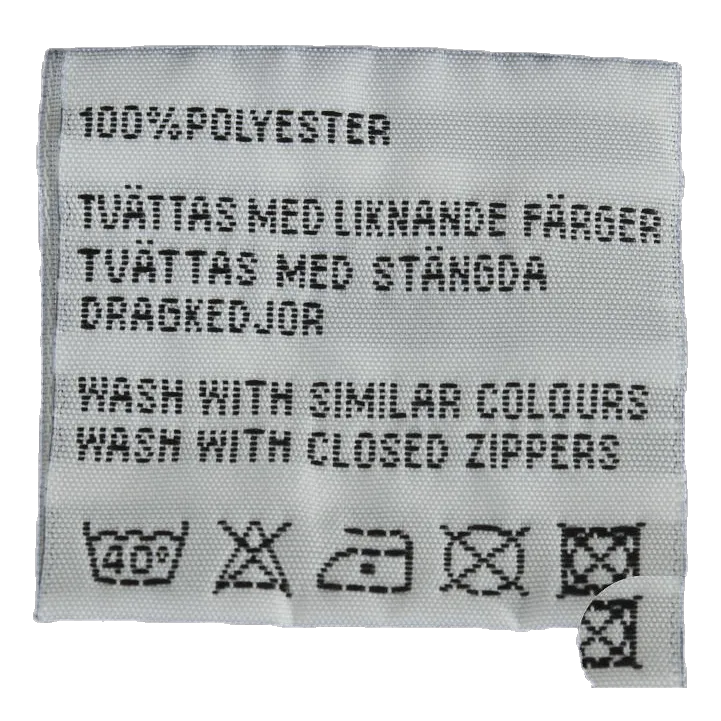 100%POLYESTER
TVÄTTAS MED LIKNANDE FÄRGER
TVÄTTAS MED STÄNGDA
DRAGKEDJOR
WASH WITH SIMILAR COLOURS
WASH WITH CLOSED ZIPPERS
40°